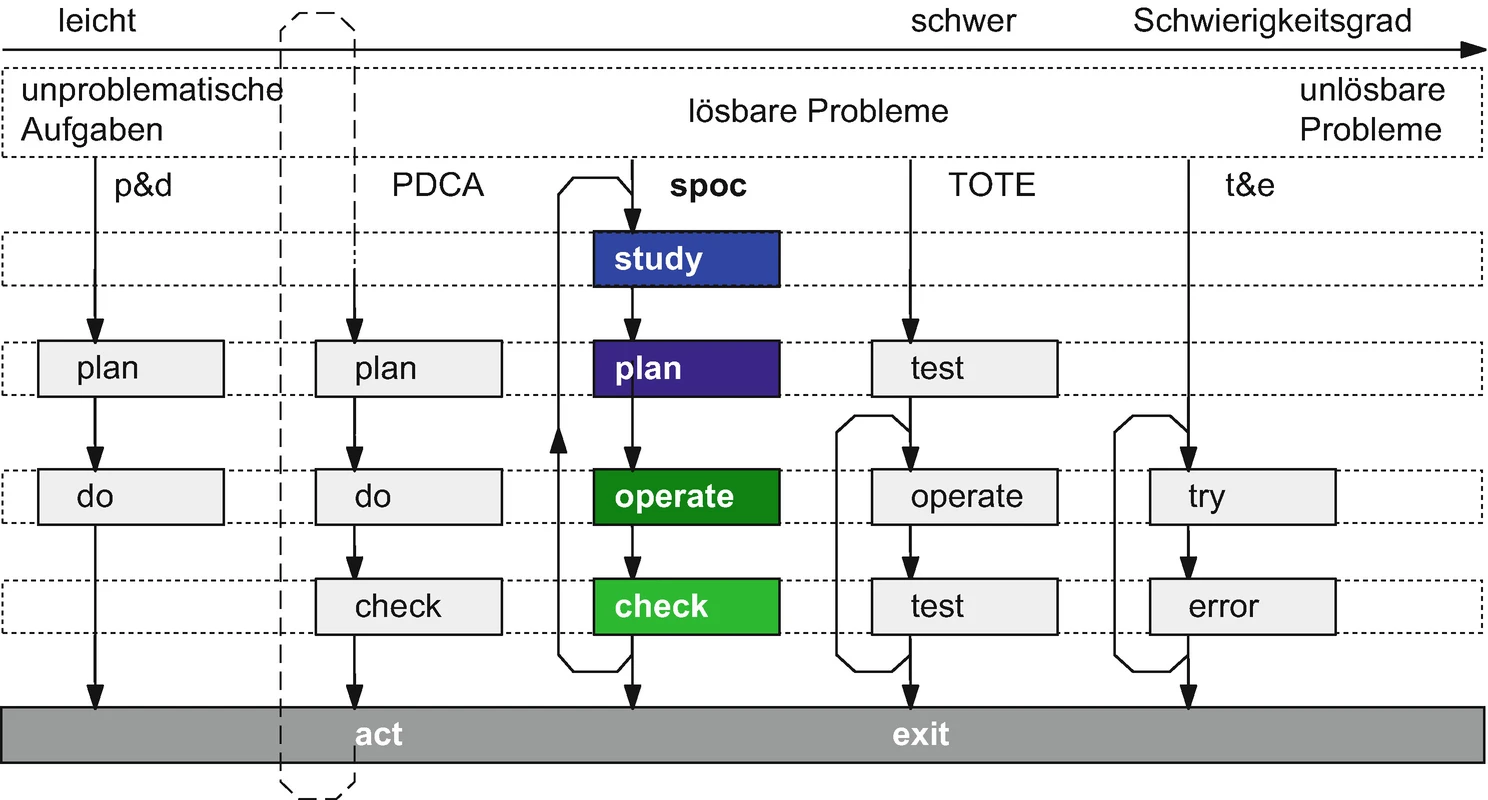 leicht schwer Schwierigkeitsgrad
unproblematische Aufgaben lösbare Probleme unlösbare Probleme
p&d PDCA spoc TOTE t&e
study
plan plan plan test
do do operate operate try
check check test error
act exit